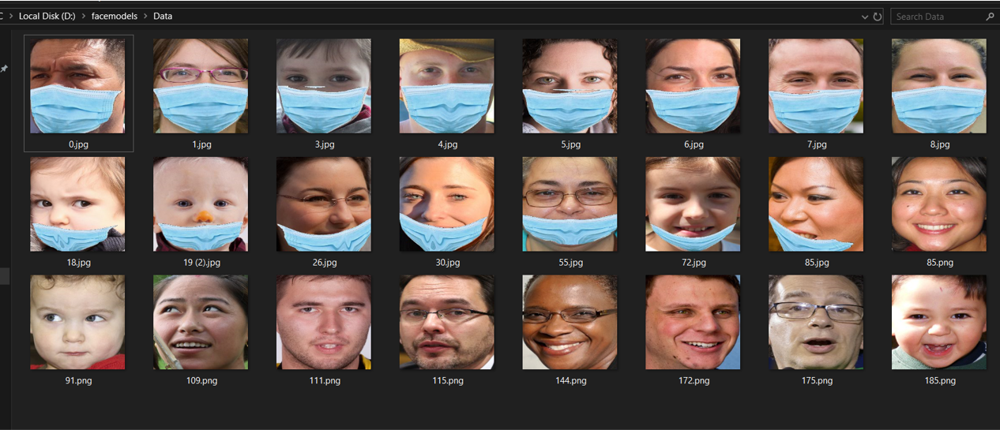 Local Disk (D:) > facemodels > Data
Search Data
0.jpg
1.jpg
3.jpg
4.jpg
5.jpg
6.jpg
7.jpg
8.jpg
18.jpg
19 (2).jpg
26.jpg
30.jpg
55.jpg
72.jpg
85.jpg
85.png
91.png
109.png
111.png
115.png
144.png
172.png
175.png
185.png